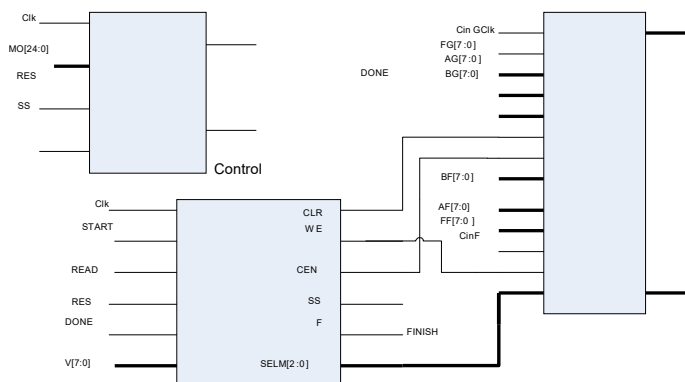 Clk
MO[24:0]
RES
SS
Control
DONE
Cin GClk
FG[7:0]
AG[7:0]
BG[7:0]
BF[7:0]
AF[7:0]
FF[7:0 ]
CinF
Clk
START
READ
RES
DONE
V[7:0]
CLR
W E
CEN
SS
F
SELM[2:0]
FINISH